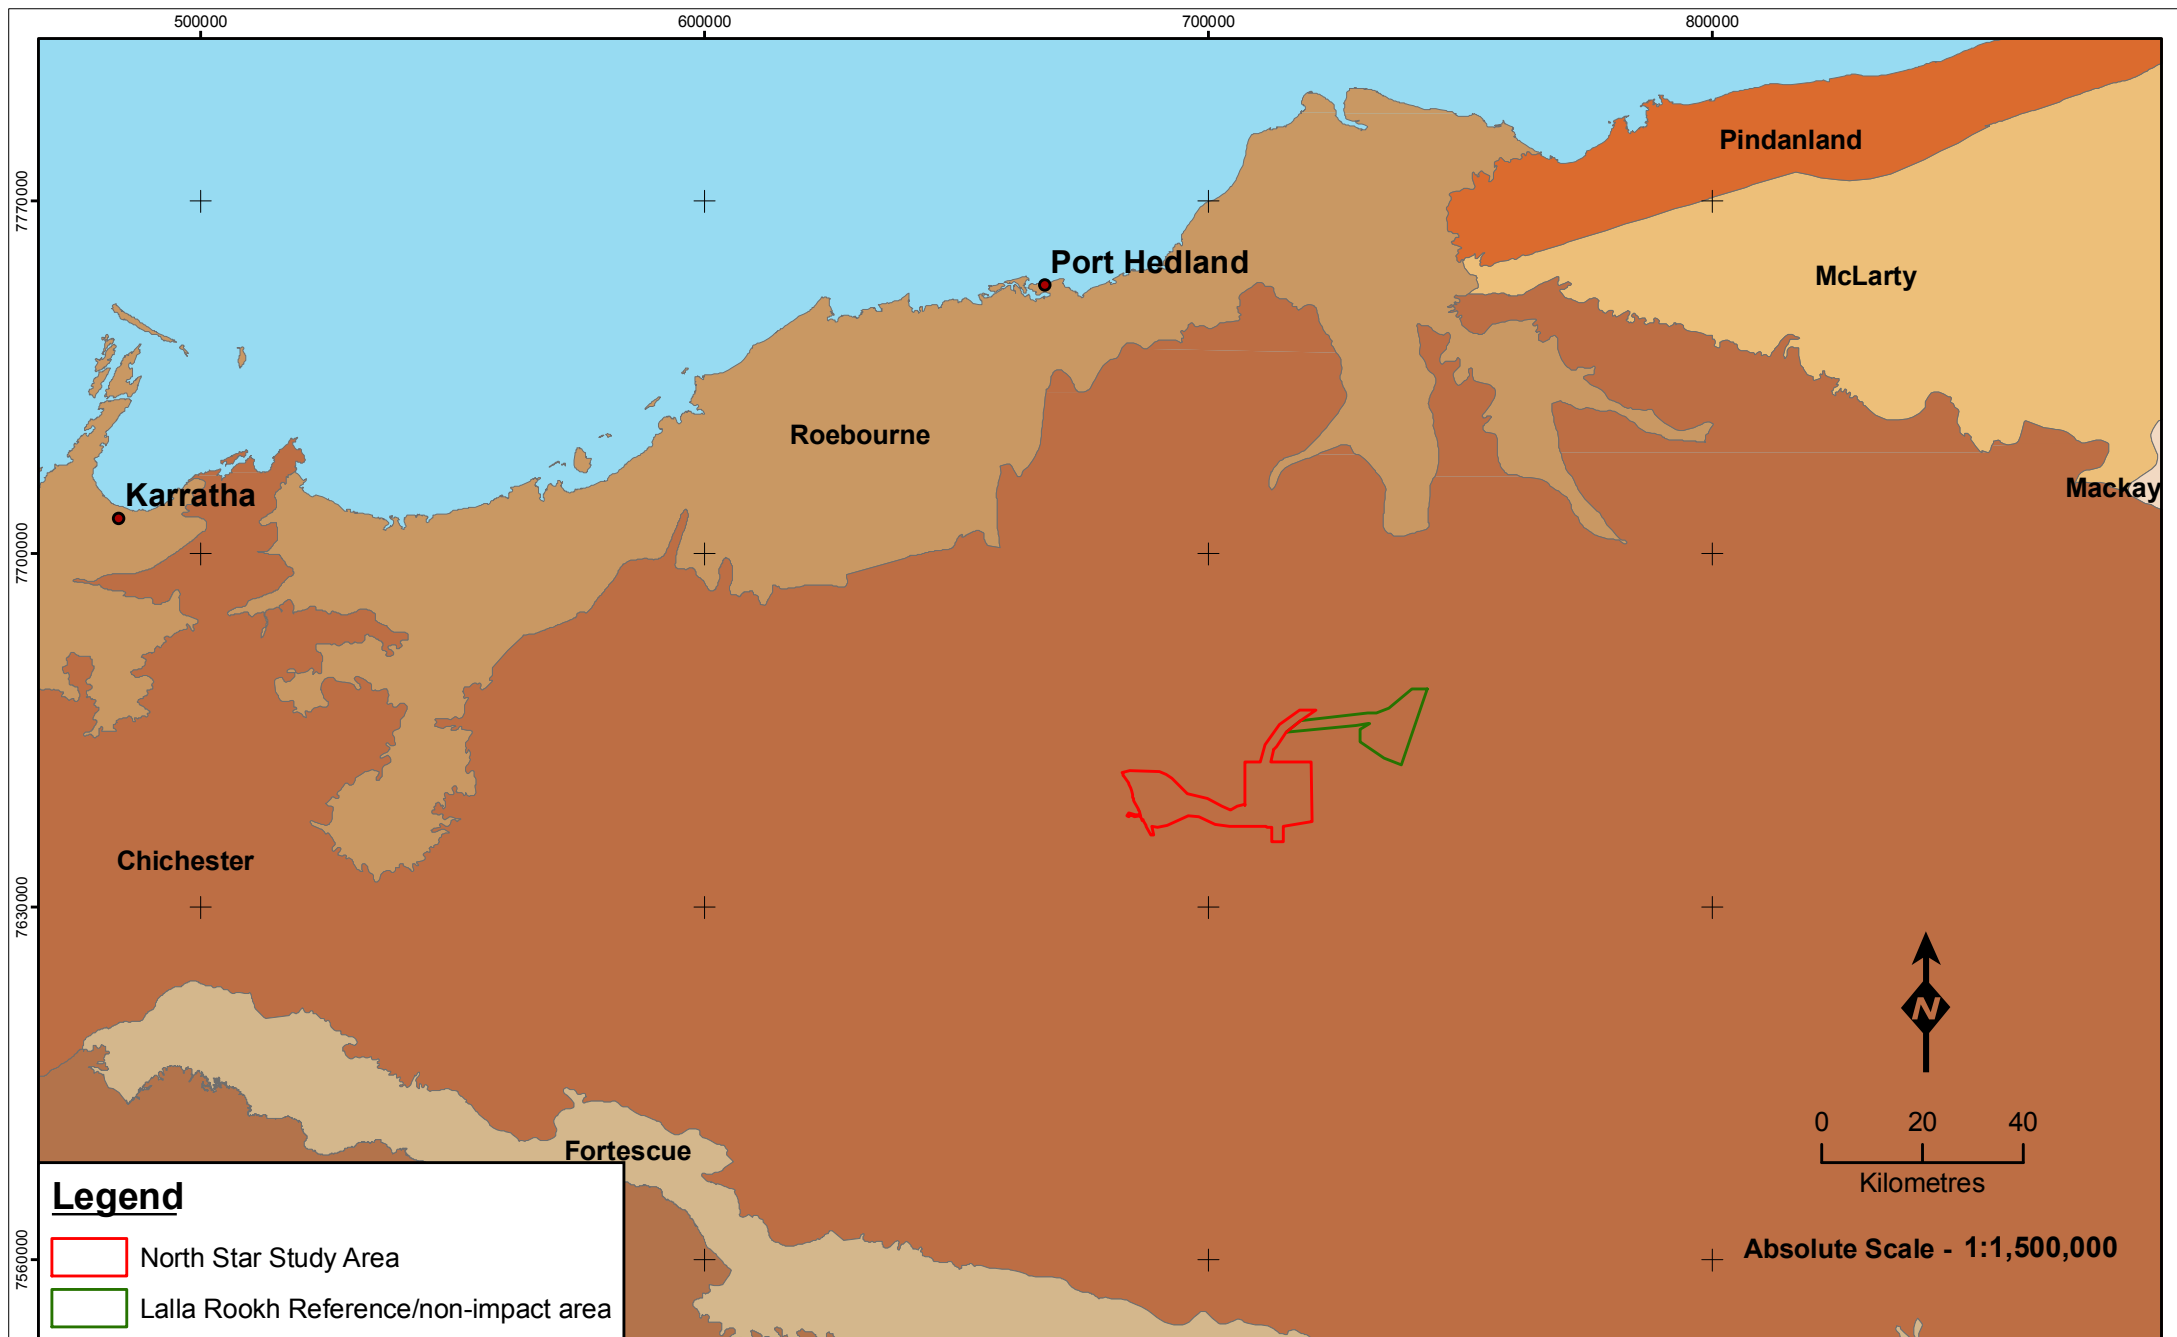 500000
600000
700000
800000
7770000
7700000
7630000
7560000
Pindanland
McLarty
Port Hedland
Roebourne
Karratha
Mackay
Chichester
Fortescue
N
0 20 40
Kilometres
Absolute Scale - 1:1,500,000
Legend
North Star Study Area
Lalla Rookh Reference/non-impact area